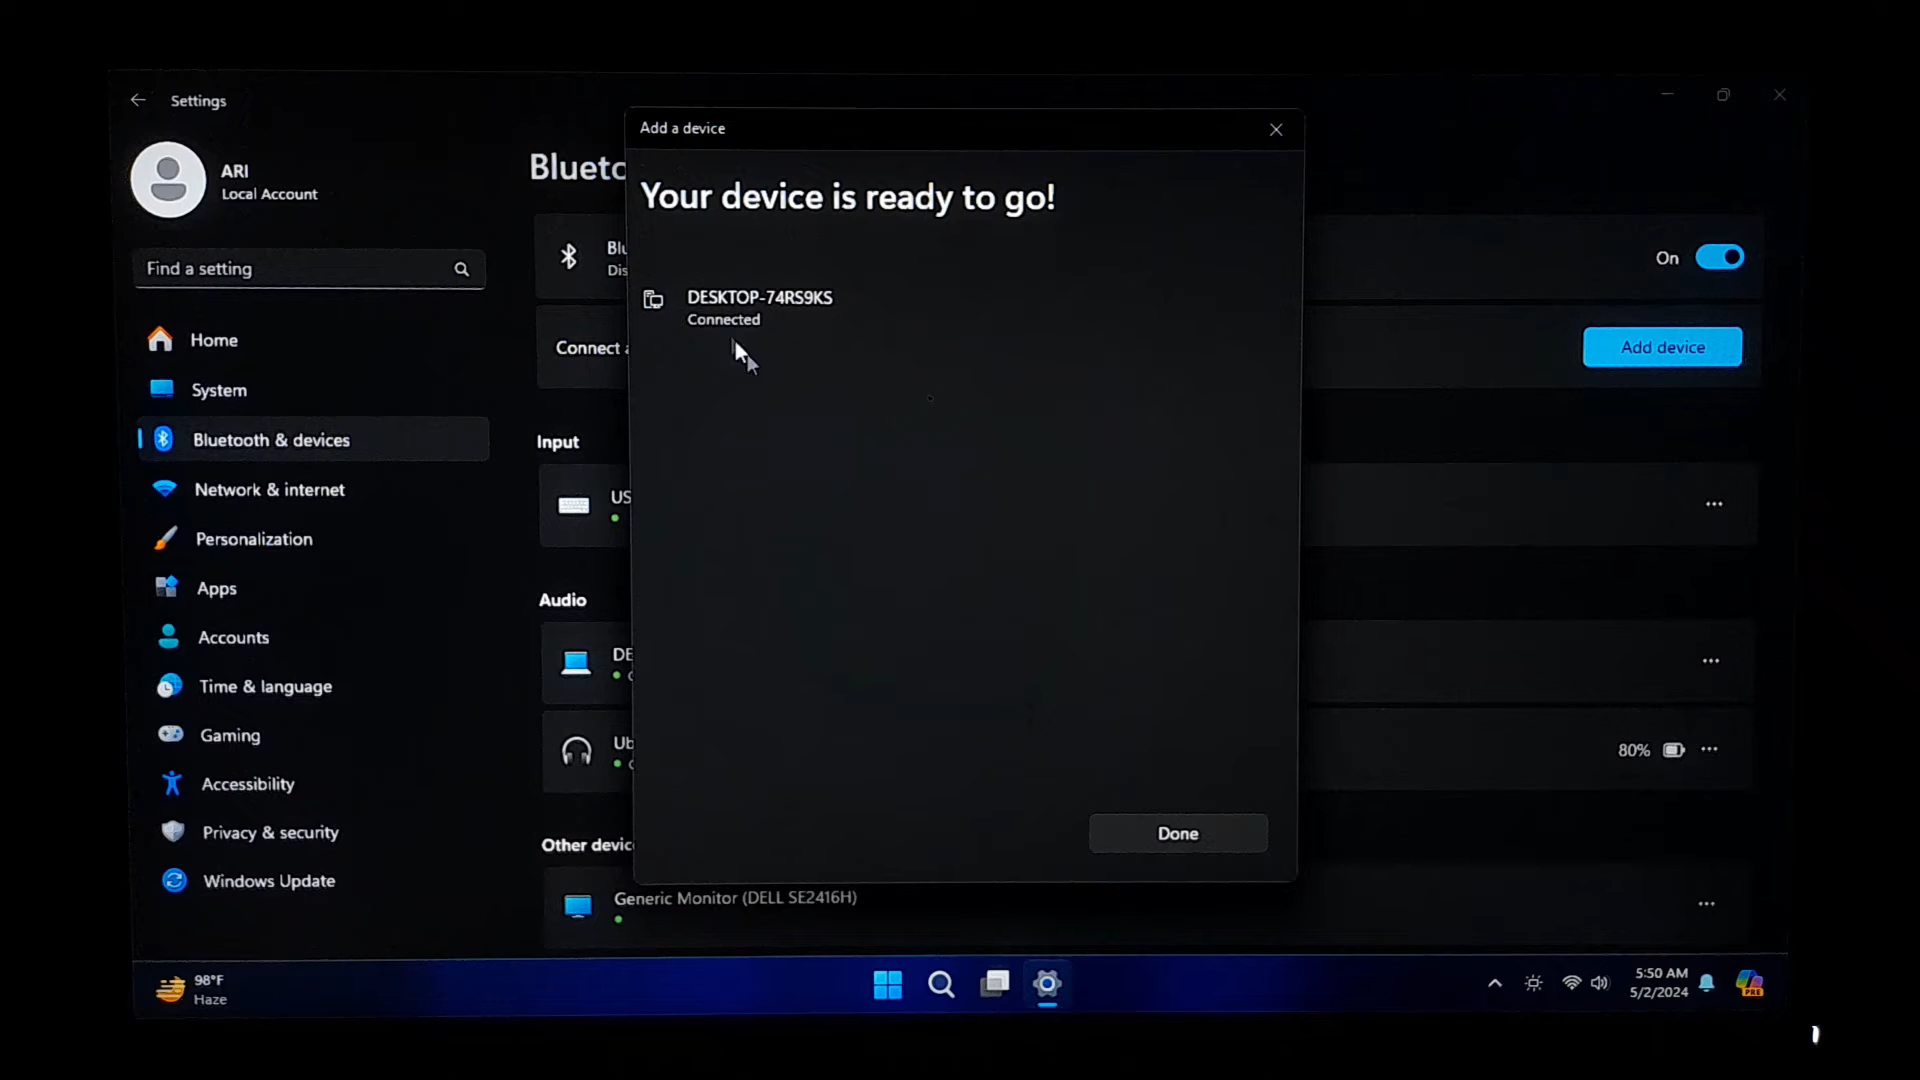 Settings
ARI
Local Account
Find a setting
Home
System
Bluetooth & devices
Network & internet
Personalization
Apps
Accounts
Time & language
Gaming
Accessibility
Privacy & security
Windows Update
Add a device
Your device is ready to go!
DESKTOP-74RS9KS
Connected
Done
Bluetc
Blu
Dis
On
Connect a
Add device
Input
US
Audio
DE
Ub
80%
Other device
Generic Monitor (DELL SE2416H)
98°F
Haze
5:50 AM
5/2/2024
PRE